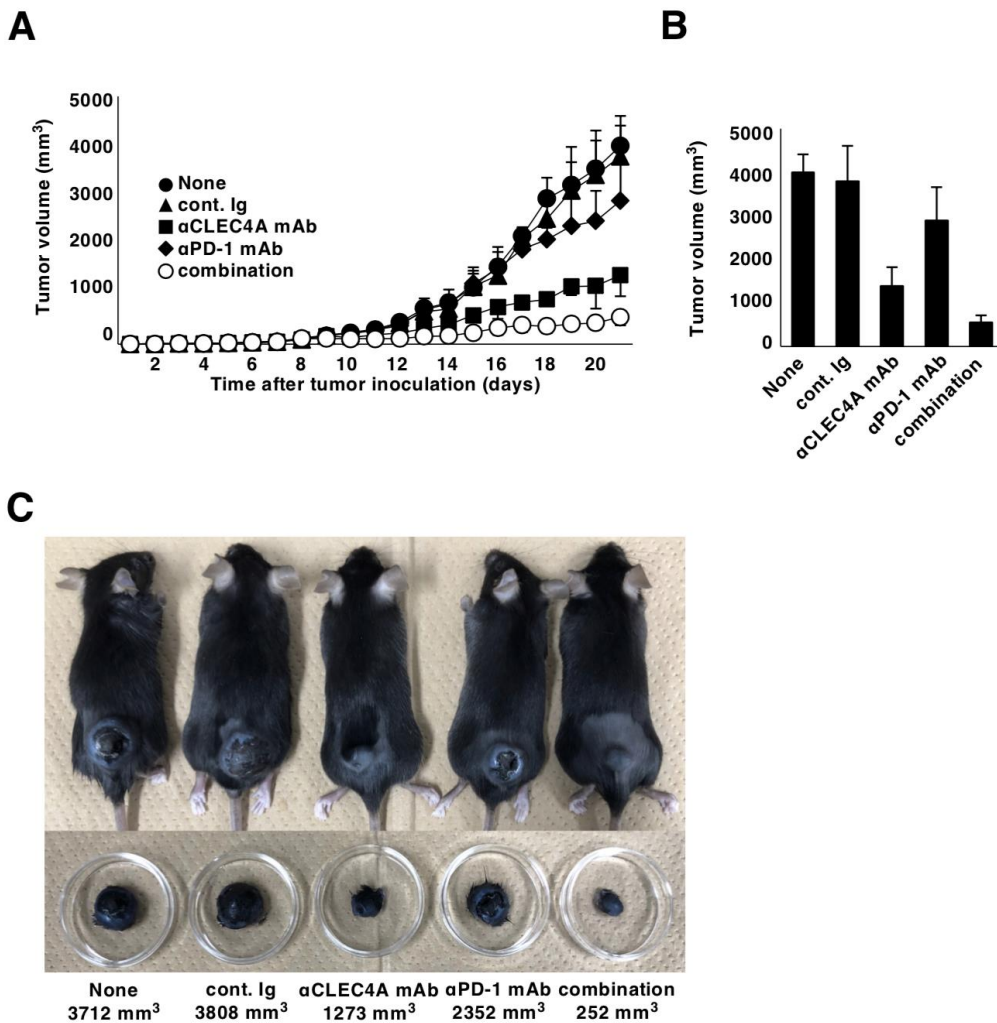 A
Tumor volume (mm³)
5000
4000
3000
2000
1000
0
None
cont. Ig
αCLEC4A mAb
αPD-1 mAb
combination
2 4 6 8 10 12 14 16 18 20
Time after tumor inoculation (days)
B
Tumor volume (mm³)
5000
4000
3000
2000
1000
0
None
cont. Ig
αCLEC4A mAb
αPD-1 mAb
combination
C
None cont. Ig αCLEC4A mAb αPD-1 mAb combination
3712 mm³ 3808 mm³ 1273 mm³ 2352 mm³ 252 mm³